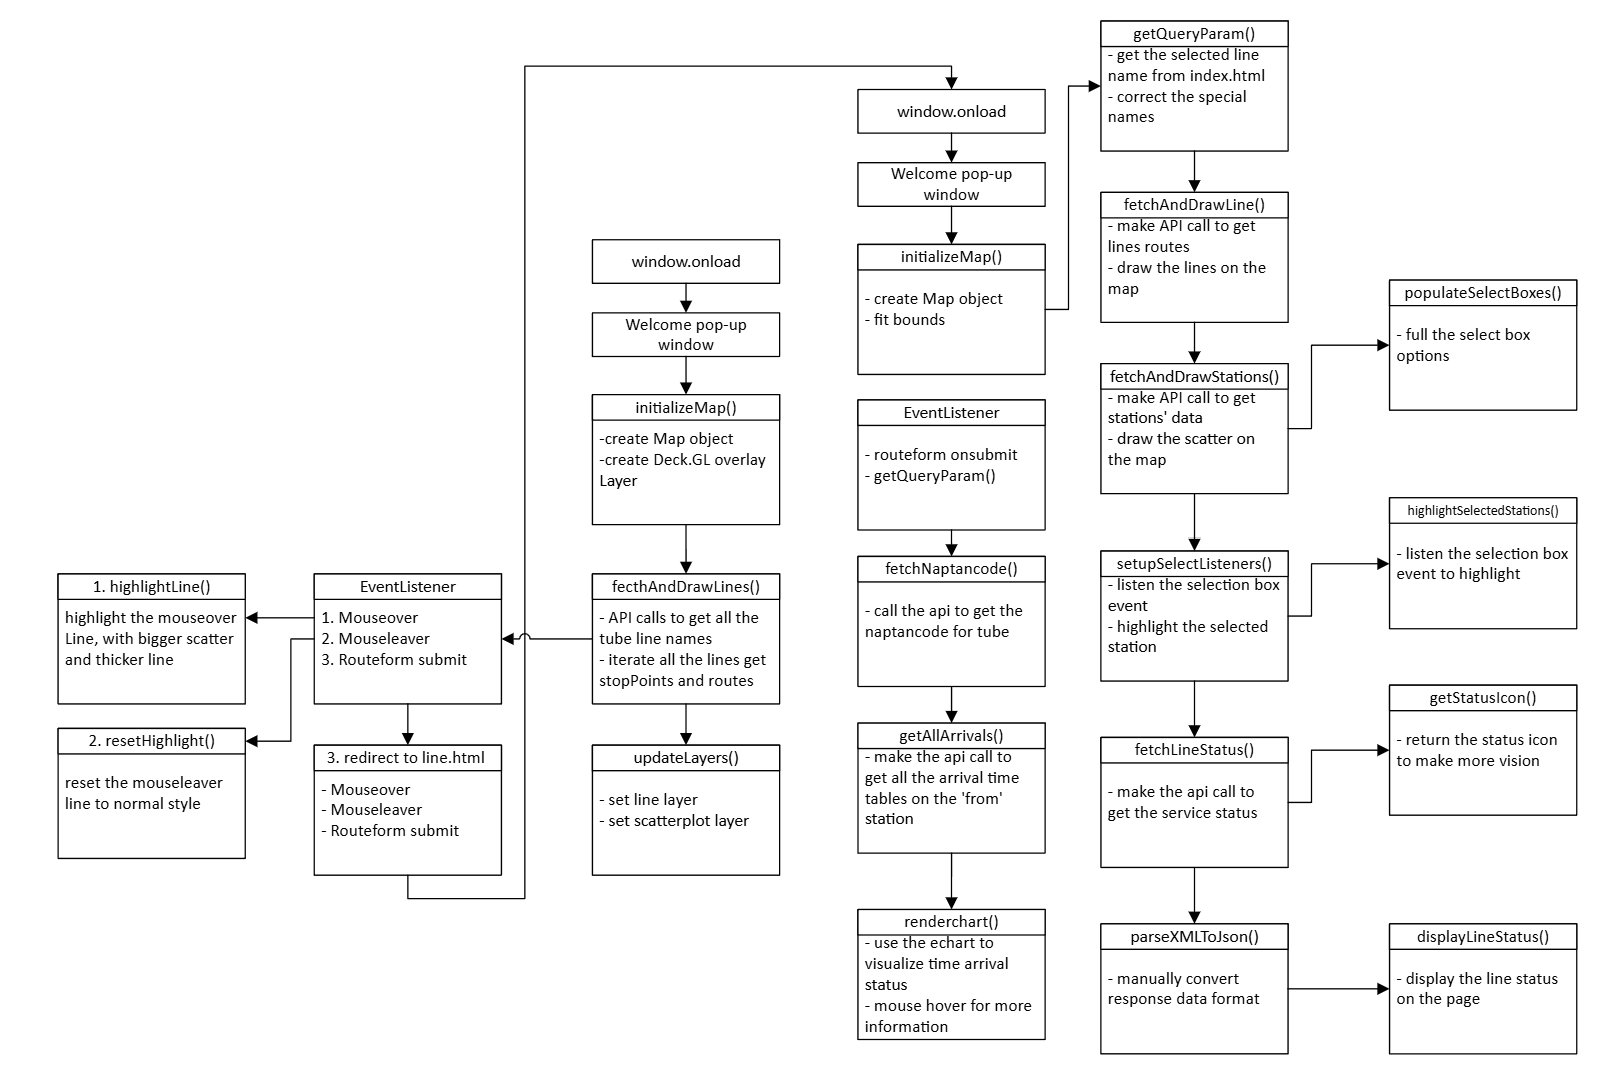 window.onload
Welcome pop-up
window
initializeMap()
-create Map object
-create Deck.GL overlay
Layer
fecthAndDrawLines()
- API calls to get all the
tube line names
- iterate all the lines get
stopPoints and routes
updateLayers()
- set line layer
- set scatterplot layer
EventListener
1. Mouseover
2. Mouseleaver
3. Routeform submit
1. highlightLine()
highlight the mouseover
Line, with bigger scatter
and thicker line
2. resetHighlight()
reset the mouseleaver
line to normal style
3. redirect to line.html
- Mouseover
- Mouseleaver
- Routeform submit
window.onload
Welcome pop-up
window
initializeMap()
- create Map object
- fit bounds
EventListener
- routeform onsubmit
- getQueryParam()
fetchNaptancode()
- call the api to get the
naptancode for tube
getAllArrivals()
- make the api call to
get all the arrival time
tables on the 'from'
station
renderchart()
- use the echart to
visualize time arrival
status
- mouse hover for more
information
getQueryParam()
- get the selected line
name from index.html
- correct the special
names
fetchAndDrawLine()
- make API call to get
lines routes
- draw the lines on the
map
fetchAndDrawStations()
- make API call to get
stations' data
- draw the scatter on
the map
setupSelectListeners()
- listen the selection box
event
- highlight the selected
station
fetchLineStatus()
- make the api call to
get the service status
parseXMLToJson()
- manually convert
response data format
populateSelectBoxes()
- full the select box
options
highlightSelectedStations()
- listen the selection box
event to highlight
getStatusIcon()
- return the status icon
to make more vision
displayLineStatus()
- display the line status
on the page